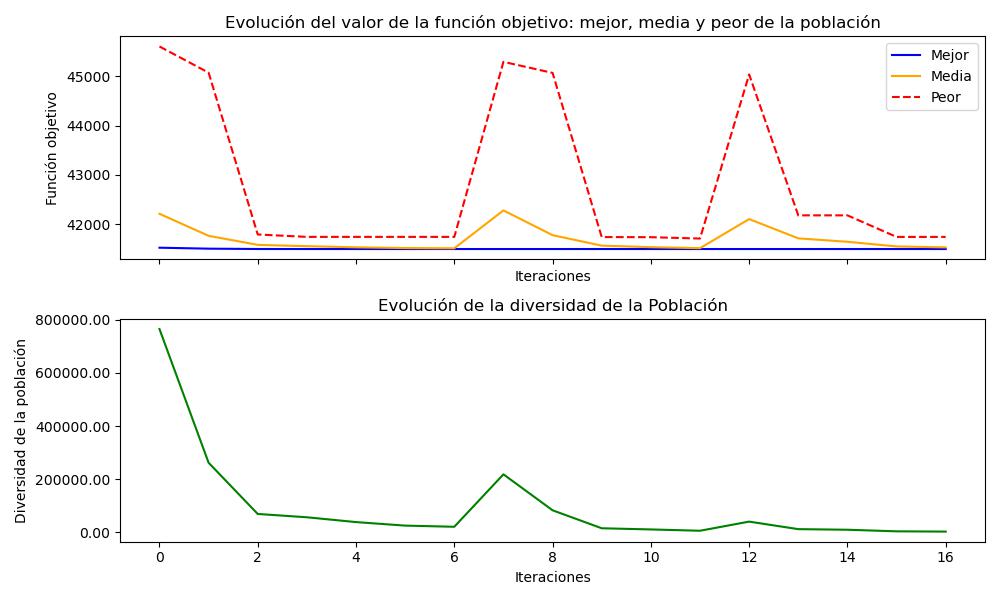 Evolución del valor de la función objetivo: mejor, media y peor de la población
Función objetivo
45000
44000
43000
42000
Mejor
Media
Peor
Iteraciones
Evolución de la diversidad de la Población
Diversidad de la población
800000.00
600000.00
400000.00
200000.00
0.00
0 2 4 6 8 10 12 14 16
Iteraciones